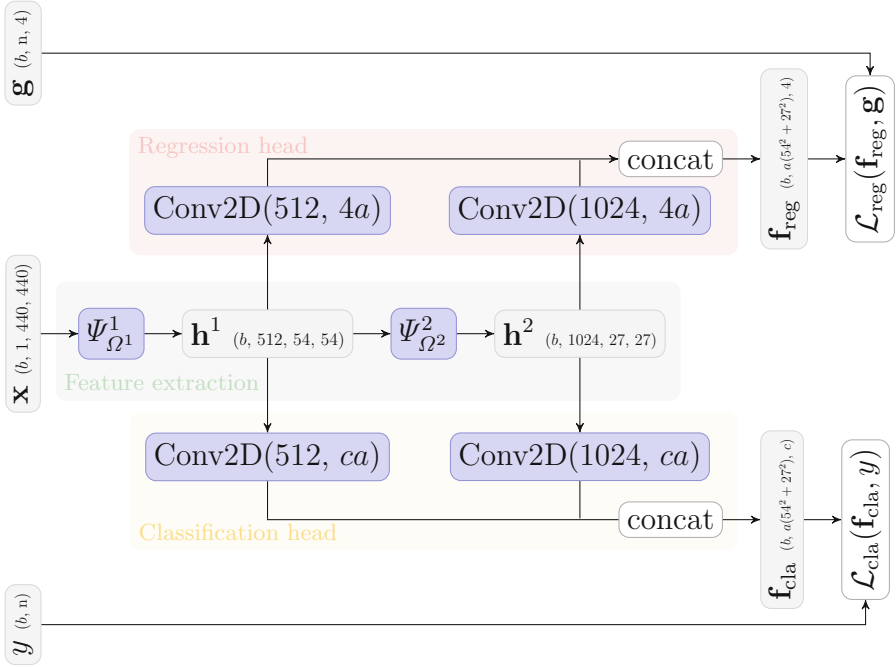 g (b, n, 4)
Regression head
concat
Conv2D(512, 4a)
Conv2D(1024, 4a)
f_reg (b, a(54² + 27²), 4)
ℒ_reg(f_reg, g)
x (b, 1, 440, 440)
Ψ¹_Ω¹
h¹ (b, 512, 54, 54)
Ψ²_Ω²
h² (b, 1024, 27, 27)
Feature extraction
Conv2D(512, ca)
Conv2D(1024, ca)
concat
Classification head
f_cla (b, a(54² + 27²), c)
ℒ_cla(f_cla, y)
y (b, n)